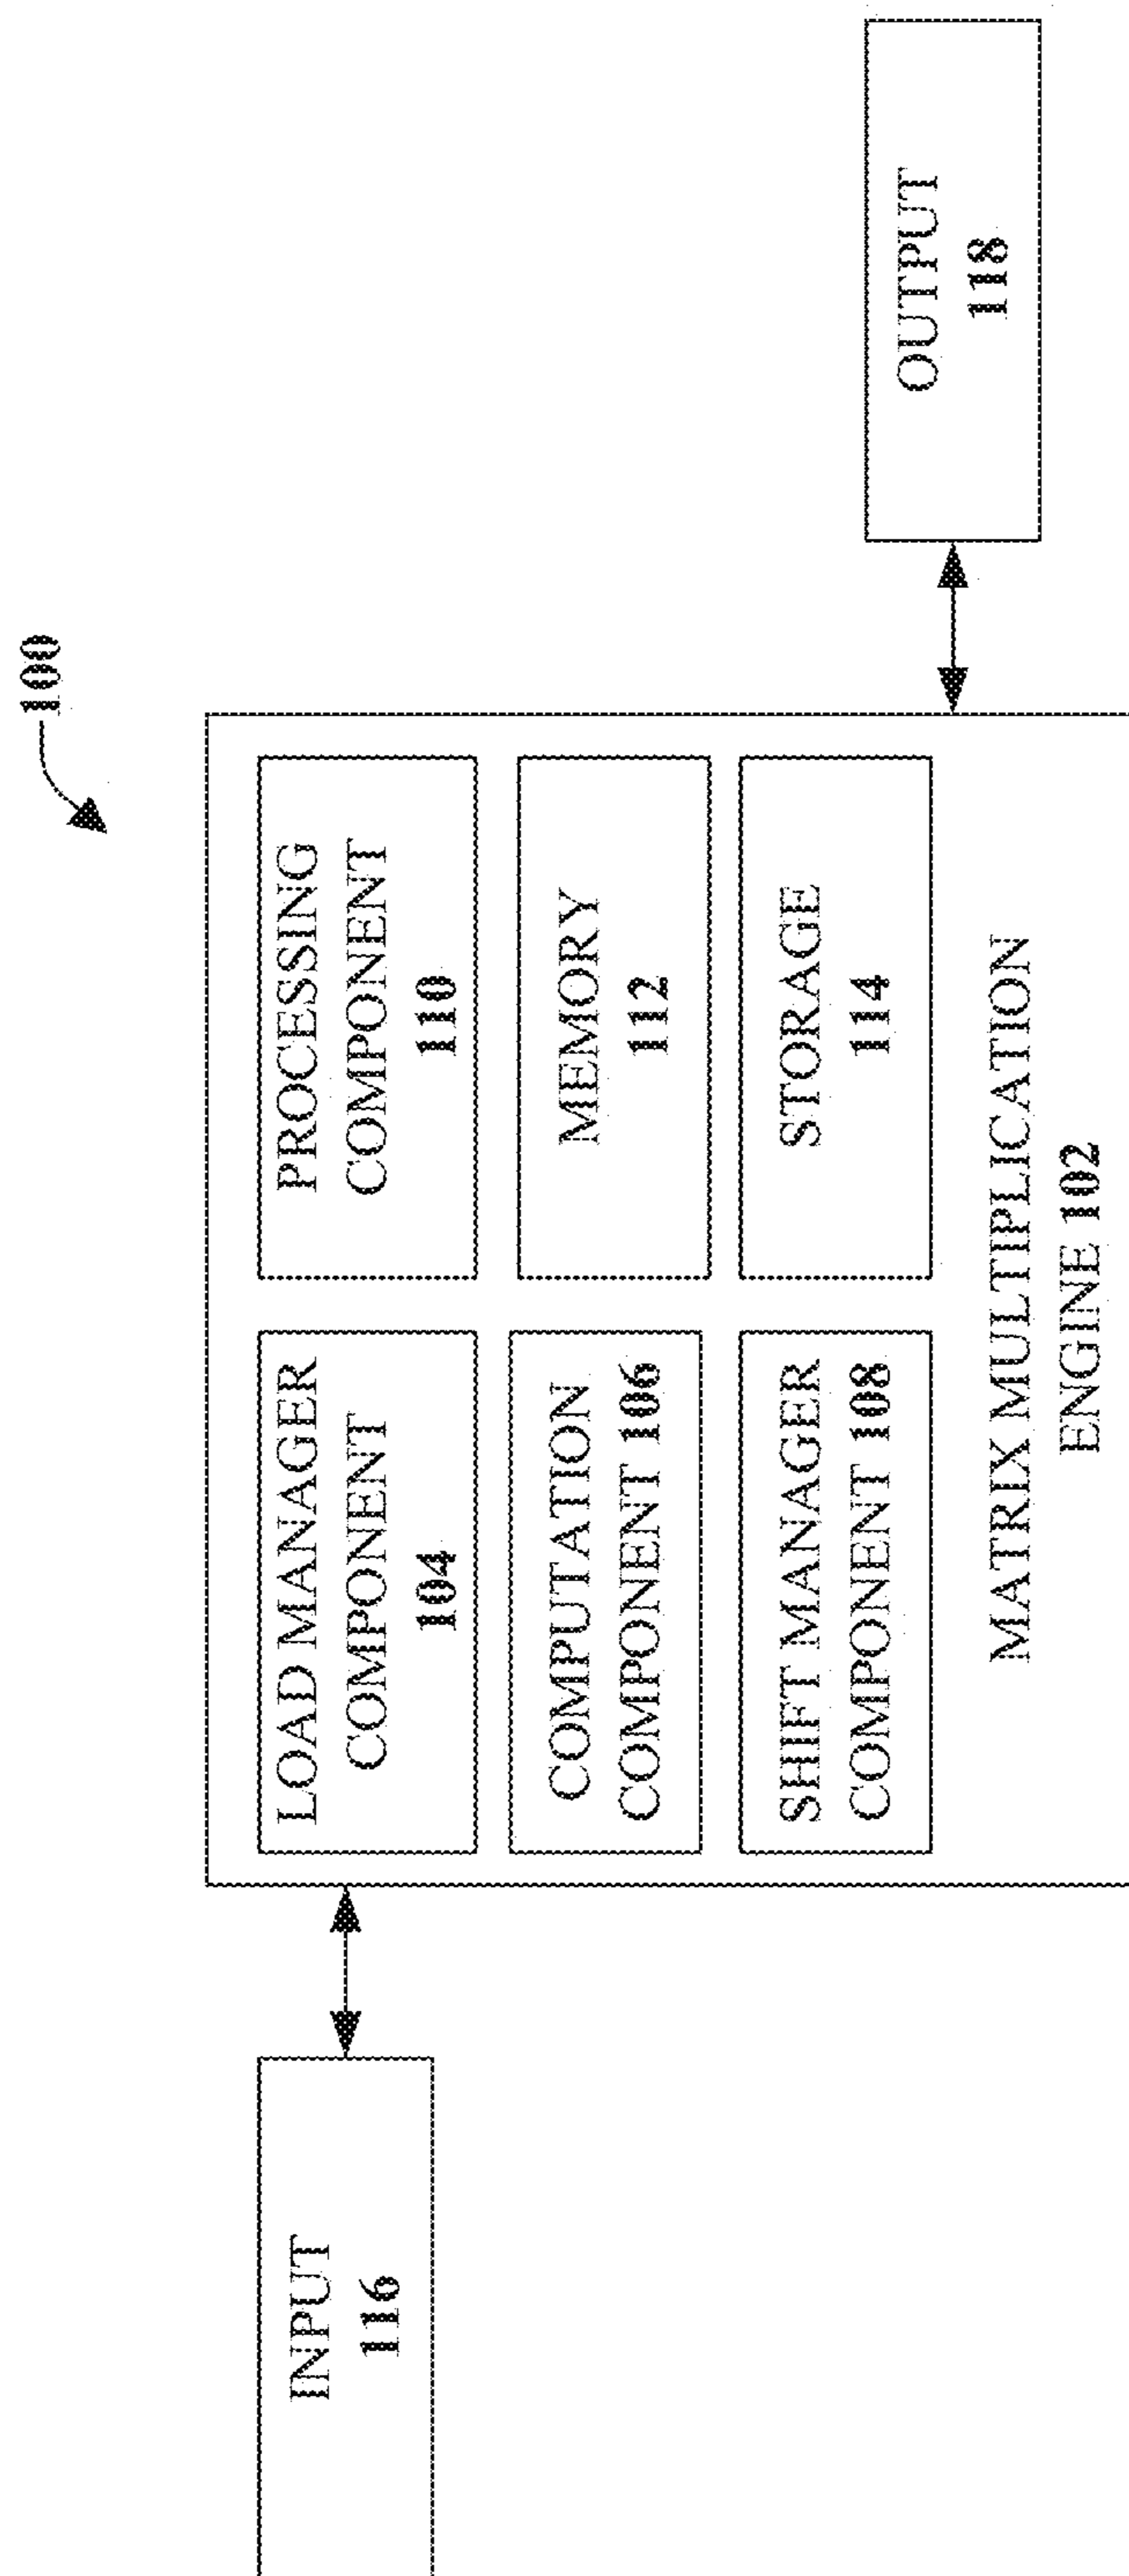 100
INPUT
116
LOAD MANAGER
COMPONENT
104
COMPUTATION
COMPONENT 106
SHIFT MANAGER
COMPONENT 108
PROCESSING
COMPONENT
110
MEMORY
112
STORAGE
114
MATRIX MULTIPLICATION
ENGINE 102
OUTPUT
118